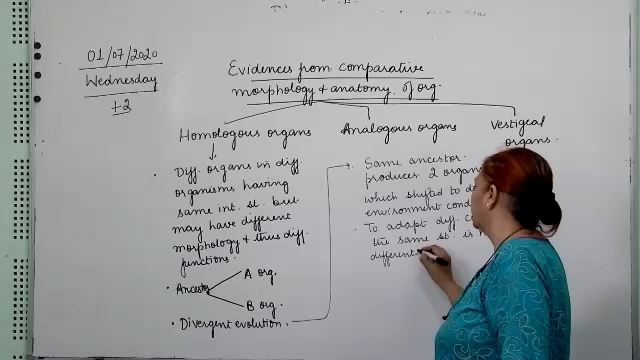 01/07/2020
Wednesday
+2
Evidences from comparative
morphology + anatomy of org.
Homologous organs
Analogous organs
Vestigeal
organs.
Diff. organs in diff.
organisms having
same int. st. but
may have different
morphology + thus diff.
functions.
Ancestor
A org.
B org.
Divergent evolution.
Same ancestor
produces 2 organs
which shifted to
environment cond
To adapt diff.
the same st. is
different